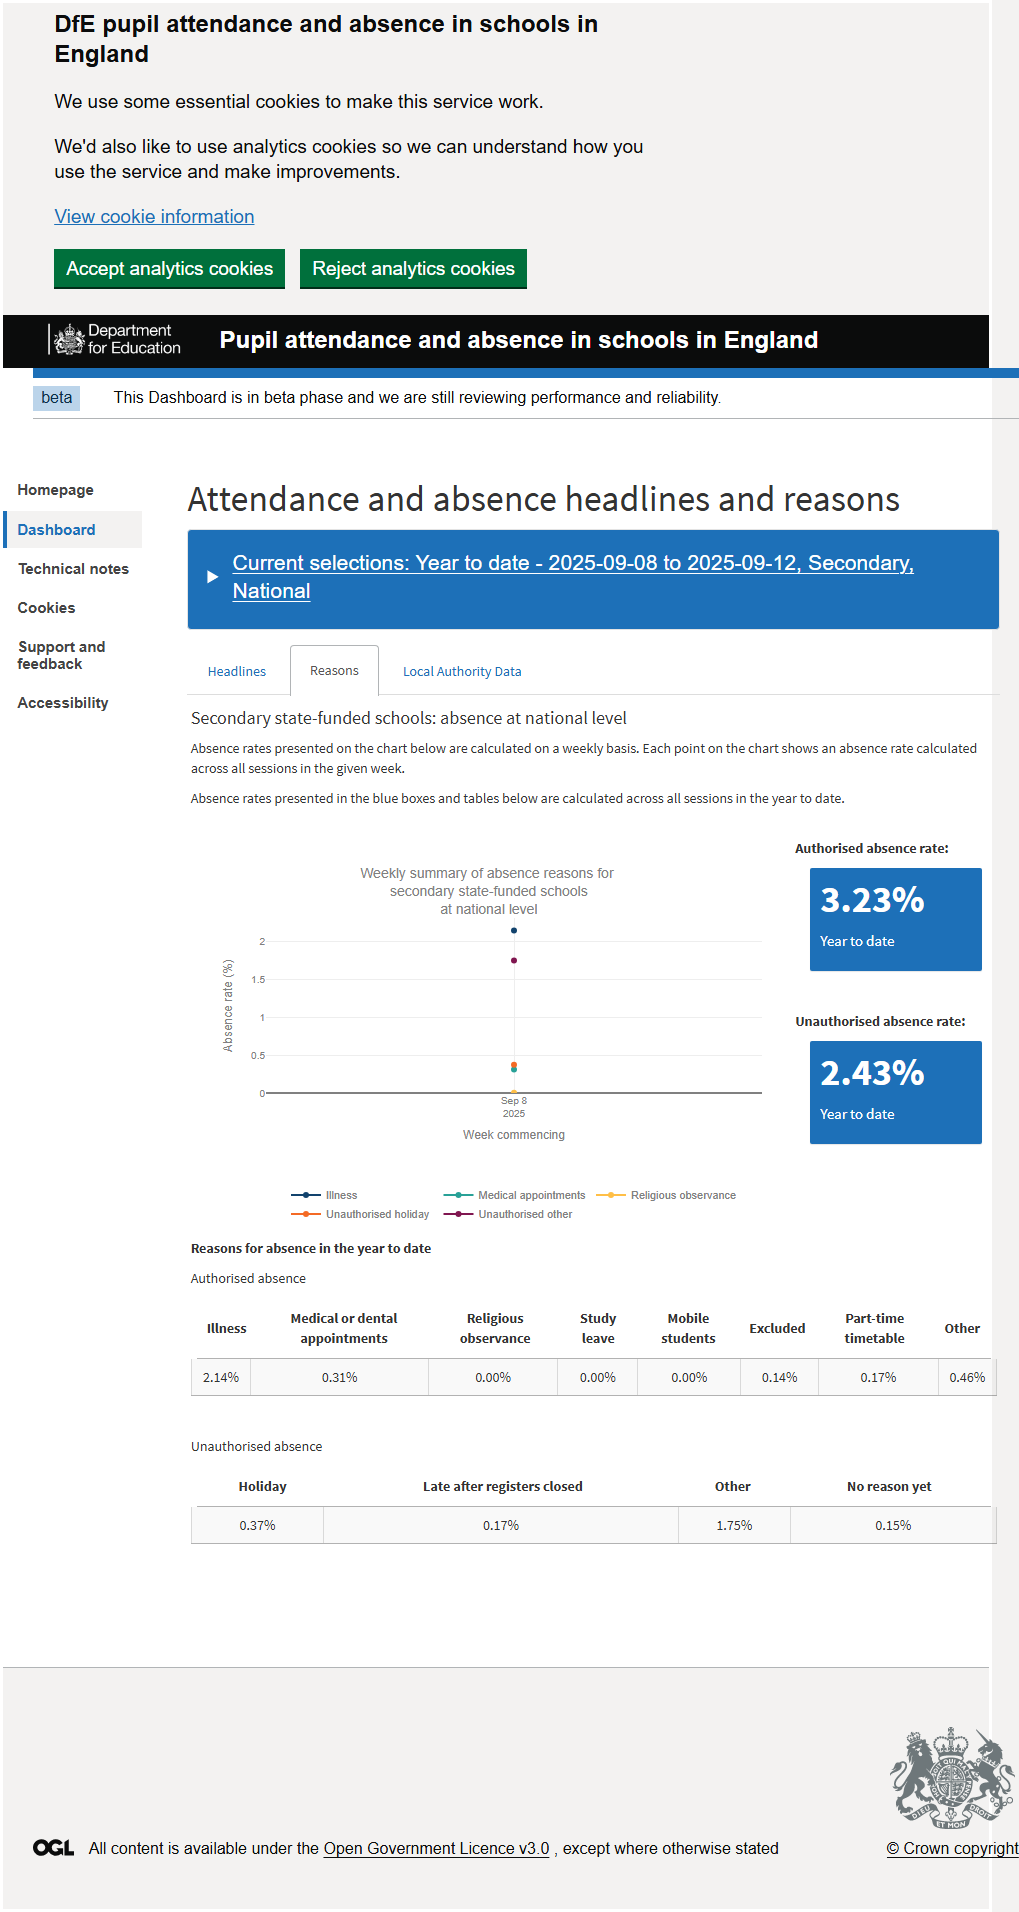 DfE pupil attendance and absence in schools in
England
We use some essential cookies to make this service work.
We'd also like to use analytics cookies so we can understand how you
use the service and make improvements.
View cookie information
Accept analytics cookies
Reject analytics cookies
Department
for Education
Pupil attendance and absence in schools in England
beta
This Dashboard is in beta phase and we are still reviewing performance and reliability.
Homepage
Dashboard
Technical notes
Cookies
Support and
feedback
Accessibility
Attendance and absence headlines and reasons
Current selections: Year to date - 2025-09-08 to 2025-09-12, Secondary,
National
Headlines
Reasons
Local Authority Data
Secondary state-funded schools: absence at national level
Absence rates presented on the chart below are calculated on a weekly basis. Each point on the chart shows an absence rate calculated
across all sessions in the given week.
Absence rates presented in the blue boxes and tables below are calculated across all sessions in the year to date.
Weekly summary of absence reasons for
secondary state-funded schools
at national level
Absence rate (%)
2
1.5
1
0.5
0
Sep 8
2025
Week commencing
Illness
Medical appointments
Religious observance
Unauthorised holiday
Unauthorised other
Authorised absence rate:
3.23%
Year to date
Unauthorised absence rate:
2.43%
Year to date
Reasons for absence in the year to date
Authorised absence
Illness
Medical or dental
appointments
Religious
observance
Study
leave
Mobile
students
Excluded
Part-time
timetable
Other
2.14% 0.31% 0.00% 0.00% 0.00% 0.14% 0.17% 0.46%
Unauthorised absence
Holiday Late after registers closed Other No reason yet
0.37% 0.17% 1.75% 0.15%
DIEU ET MON DROIT
OGL
All content is available under the Open Government Licence v3.0 , except where otherwise stated
© Crown copyright